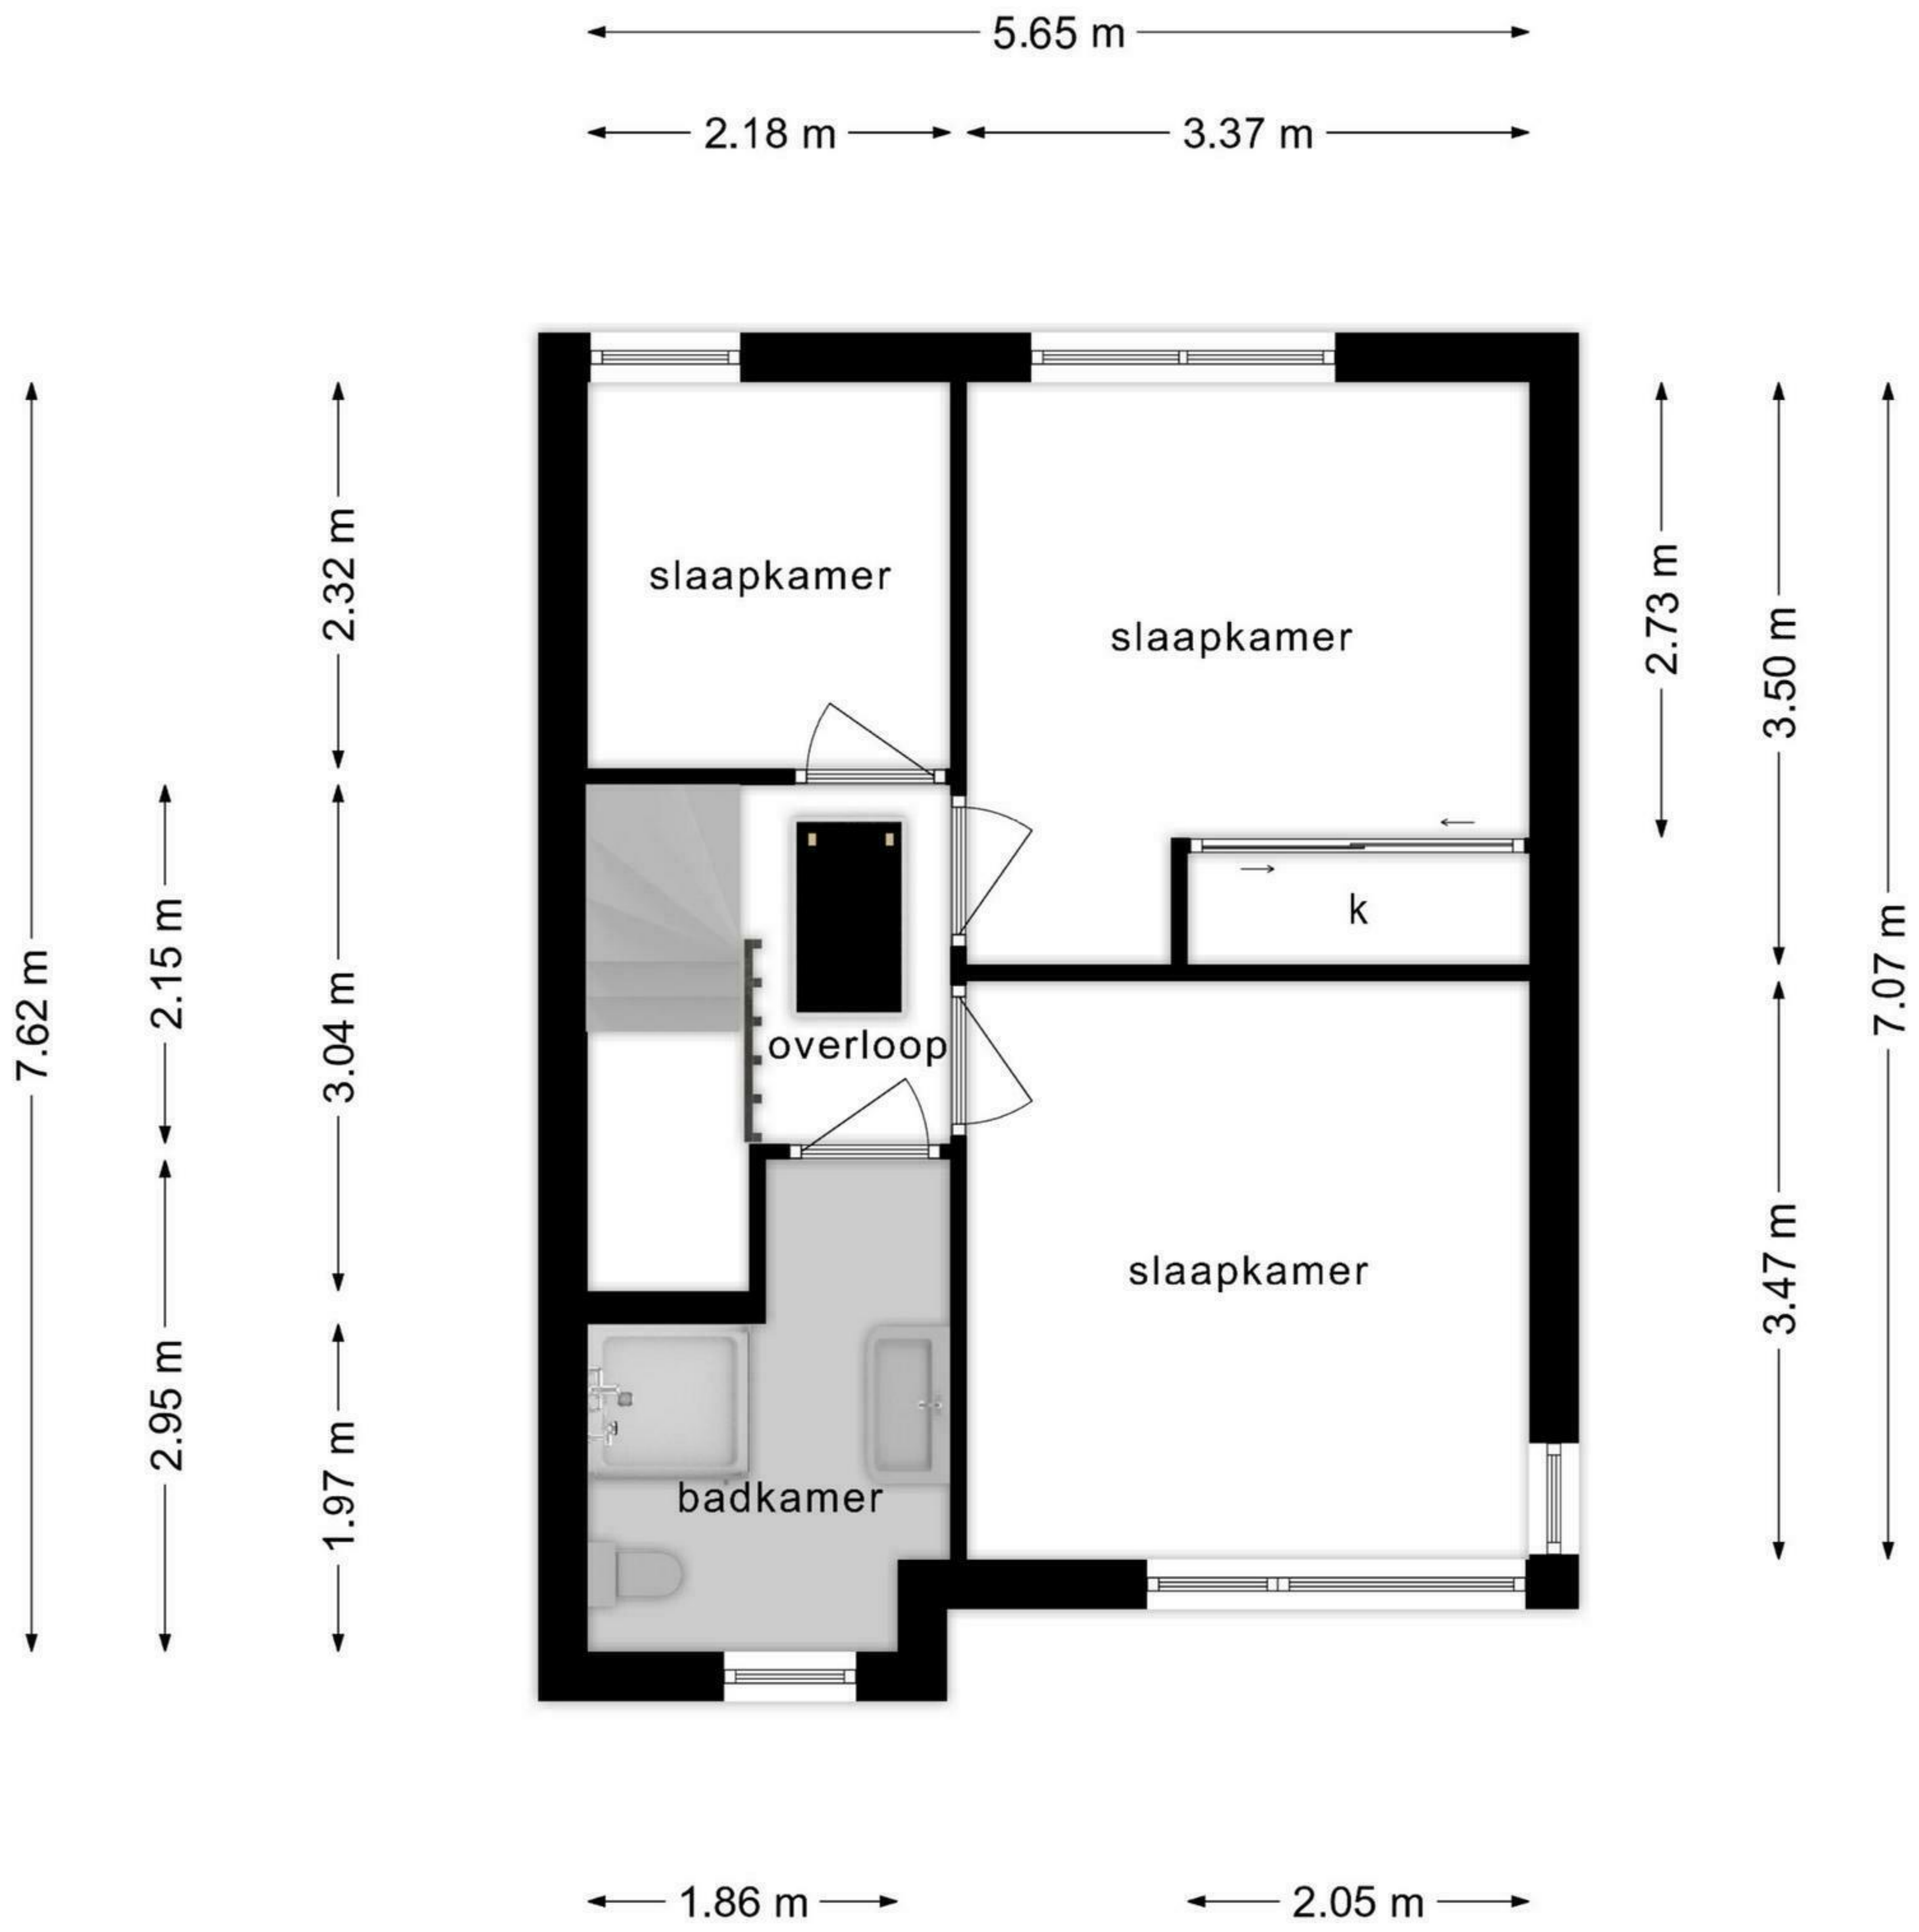 5.65 m
2.18 m
3.37 m
slaapkamer
slaapkamer
2.32 m
2.73 m
3.50 m
k
7.62 m
2.15 m
3.04 m
7.07 m
overloop
slaapkamer
2.95 m
1.97 m
3.47 m
badkamer
1.86 m
2.05 m